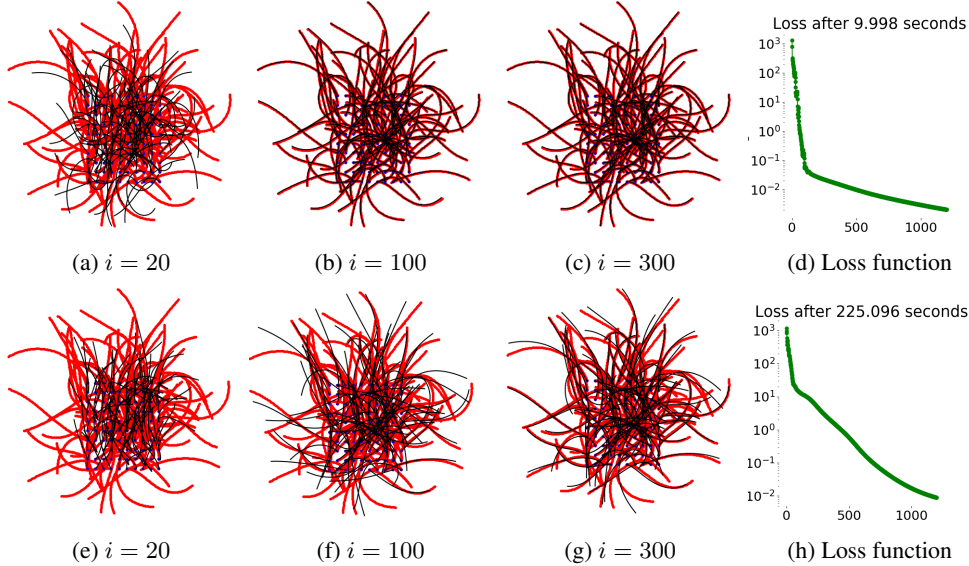 Loss after 9.998 seconds
10³
10²
10¹
10⁰
10⁻¹
10⁻²
0 500 1000
(a) i = 20 (b) i = 100 (c) i = 300 (d) Loss function
Loss after 225.096 seconds
10³
10²
10¹
10⁰
10⁻¹
10⁻²
0 500 1000
(e) i = 20 (f) i = 100 (g) i = 300 (h) Loss function